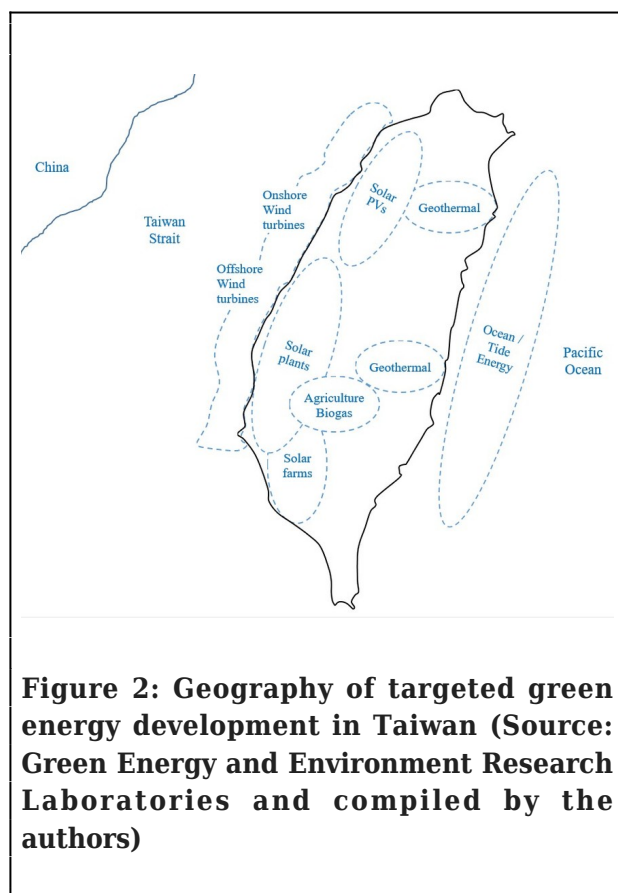 China
Taiwan
Strait
Onshore
Wind
turbines
Offshore
Wind
turbines
Solar
PVs
Geothermal
Solar
plants
Geothermal
Agriculture
Biogas
Solar
farms
Ocean /
Tide
Energy
Pacific
Ocean
Figure 2: Geography of targeted green
energy development in Taiwan (Source:
Green Energy and Environment Research
Laboratories and compiled by the
authors)